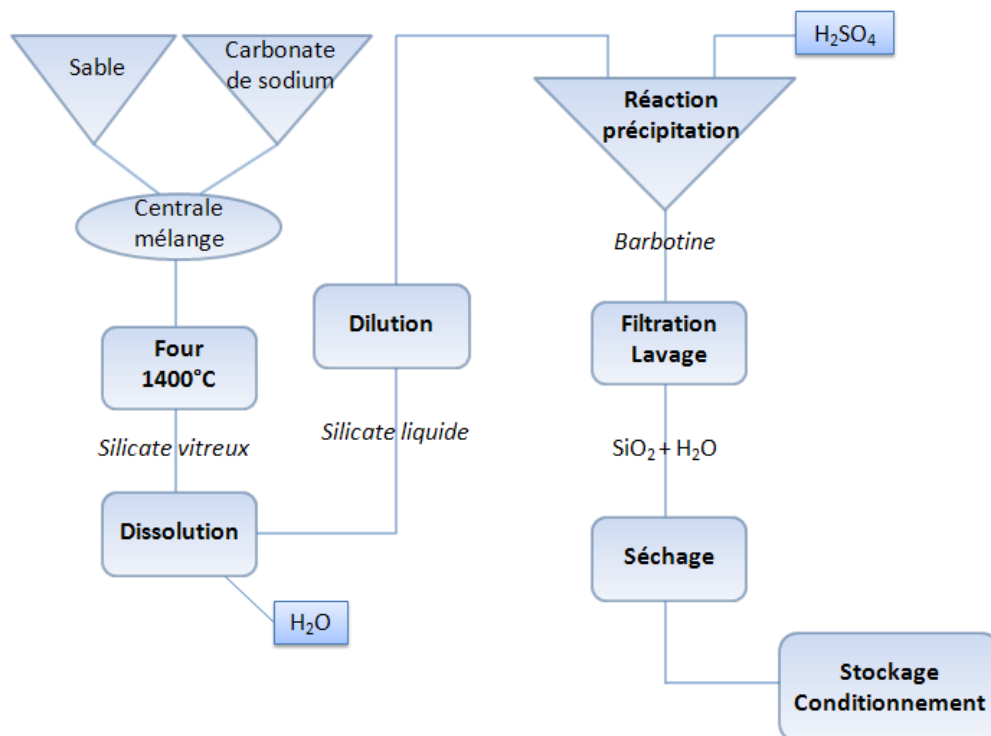 Sable
Carbonate
de sodium
Centrale
mélange
Four
1400°C
Silicate vitreux
Dissolution
H₂O
Silicate liquide
Dilution
H₂SO₄
Réaction
précipitation
Barbotine
Filtration
Lavage
SiO₂ + H₂O
Séchage
Stockage
Conditionnement